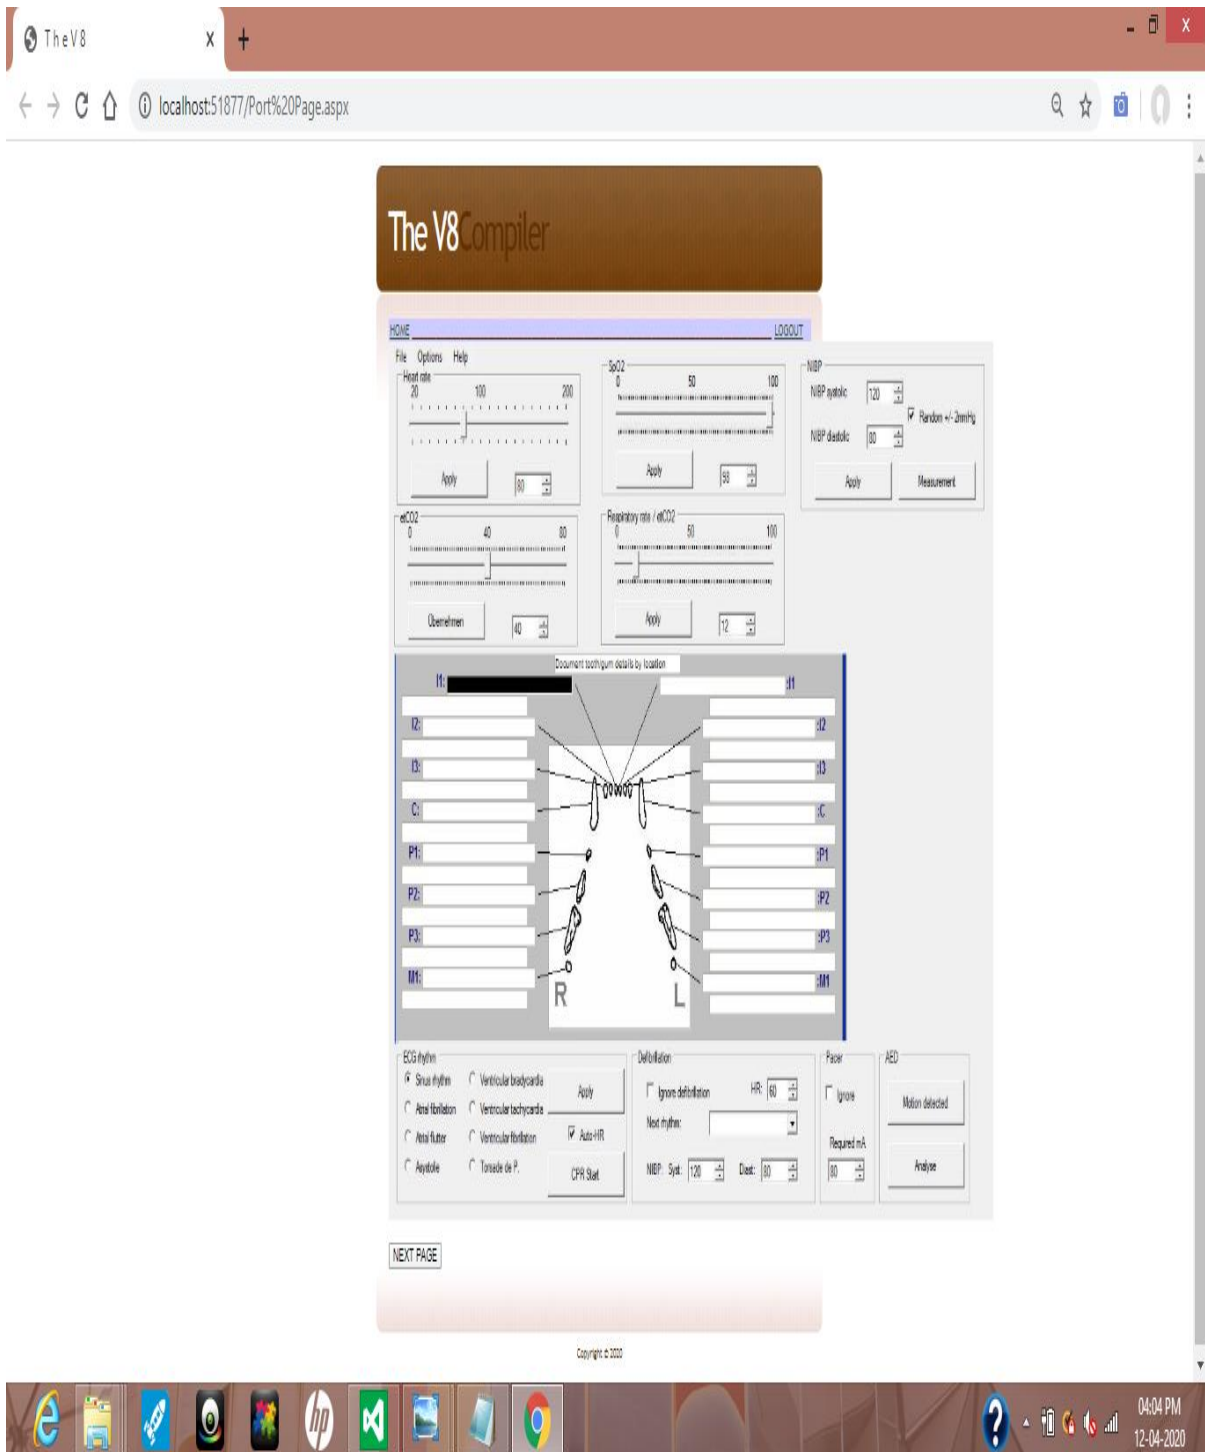 TheV8
localhost:51877/Port%20Page.aspx
The V8Compiler
HOME LOGOUT
File Options Help
Heart rate
20 100 200
Apply 80
SpO2
0 50 100
Apply 98
NIBP
NIBP systolic 120
Random +/- 2mmHg
NIBP diastolic 80
Apply Measurement
etCO2
0 40 80
Übernehmen 40
Respiratory rate / etCO2
0 50 100
Apply 12
Document tooth/gum details by location
I1: :I1
I2: :I2
I3: :I3
C: :C
P1: :P1
P2: :P2
P3: :P3
M1: :M1
R L
ECG rhythm
Sinus rhythm Ventricular bradycardia
Atrial fibrillation Ventricular tachycardia
Atrial flutter Ventricular fibrillation
Asystolie Torsade de P.
Apply
Auto-HR
CPR Start
Defibrillation
Ignore defibrillation HR: 60
Next rhythm:
NIBP: Syst: 120 Diast: 80
Pacer
Ignore
Required mA
80
AED
Motion detected
Analyse
NEXT PAGE
Copyright © 2020
hp
04:04 PM
12-04-2020